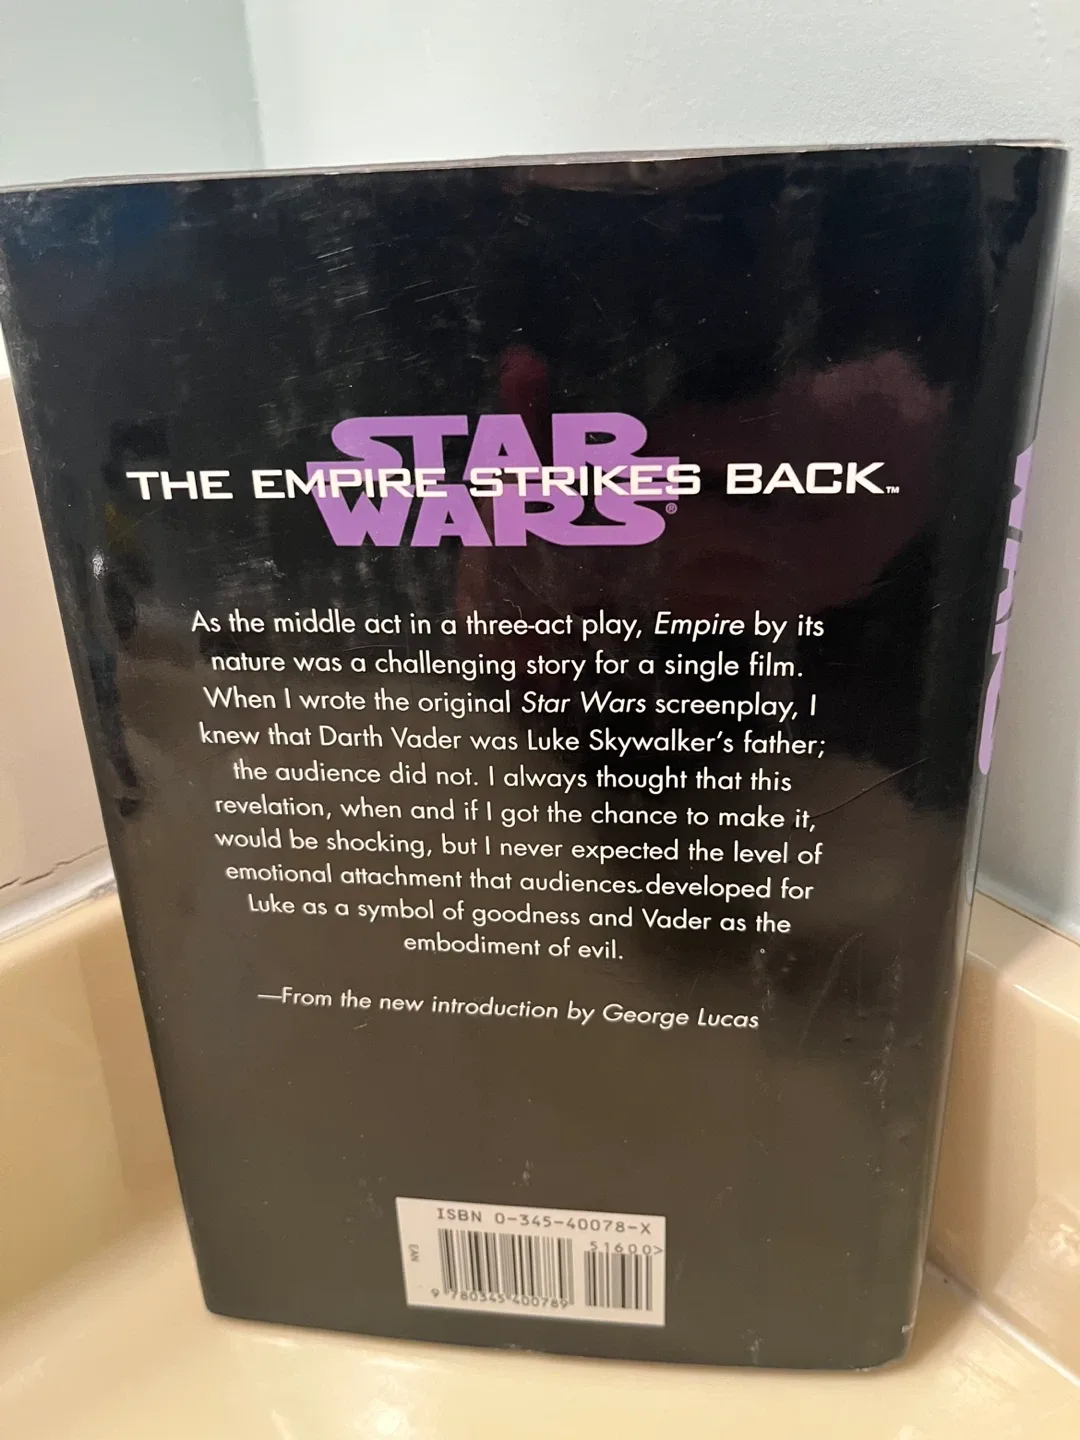 STAR
THE EMPIRE STRIKES BACK™
WARS®
As the middle act in a three-act play, Empire by its
nature was a challenging story for a single film.
When I wrote the original Star Wars screenplay, I
knew that Darth Vader was Luke Skywalker's father;
the audience did not. I always thought that this
revelation, when and if I got the chance to make it,
would be shocking, but I never expected the level of
emotional attachment that audiences developed for
Luke as a symbol of goodness and Vader as the
embodiment of evil.
—From the new introduction by George Lucas
ISBN 0-345-40078-X
51600>
EAN
9 780345 400789
WARS